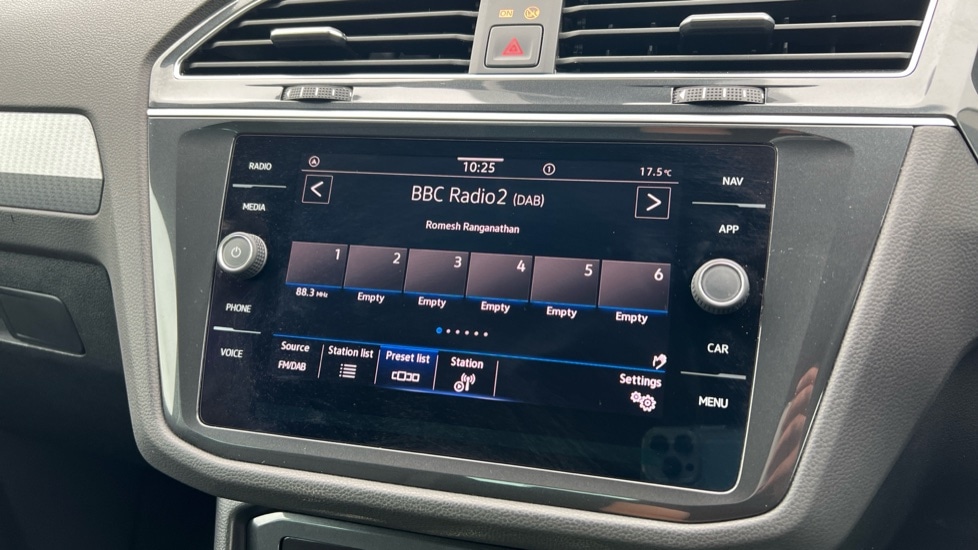 ON
RADIO
MEDIA
PHONE
VOICE
A 10:25 1 17.5 °C
< BBC Radio2 (DAB) >
Romesh Ranganathan
1 2 3 4 5 6
88.3 MHz Empty Empty Empty Empty Empty
Source Station list Preset list Station Settings
FM/DAB
NAV
APP
CAR
MENU